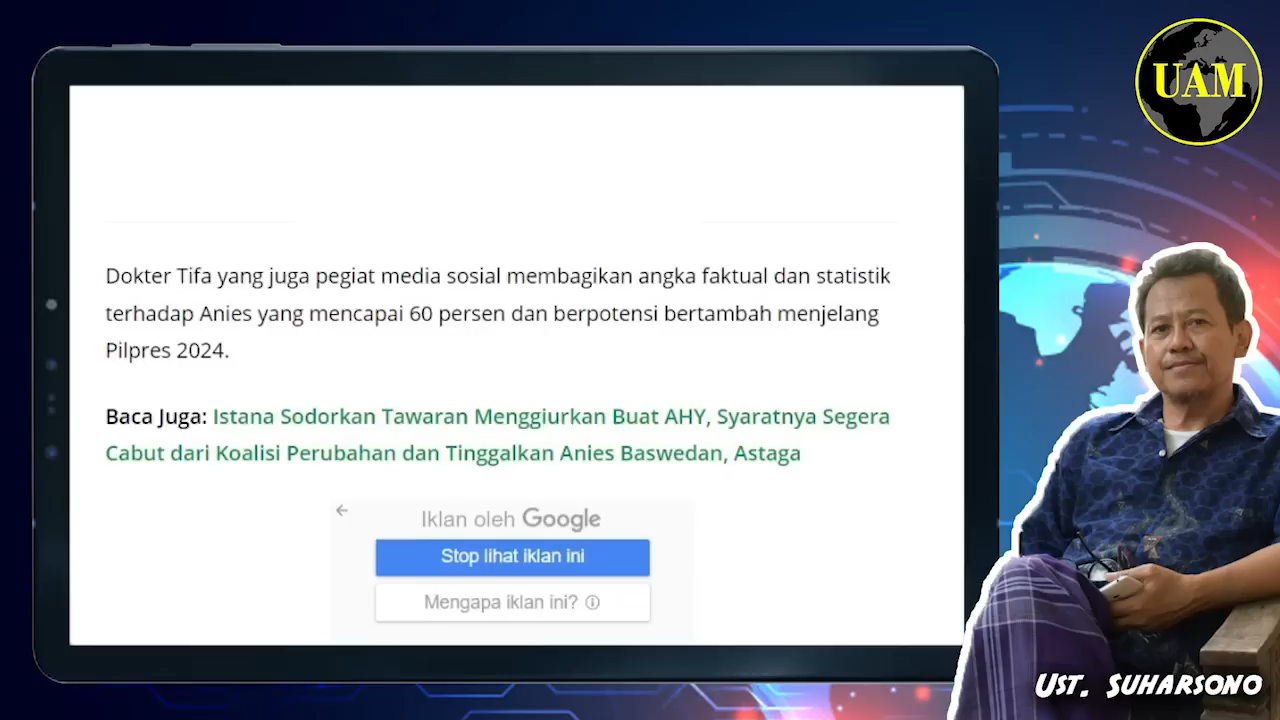 UAM
Dokter Tifa yang juga pegiat media sosial membagikan angka faktual dan statistik
terhadap Anies yang mencapai 60 persen dan berpotensi bertambah menjelang
Pilpres 2024.
Baca Juga: Istana Sodorkan Tawaran Menggiurkan Buat AHY, Syaratnya Segera
Cabut dari Koalisi Perubahan dan Tinggalkan Anies Baswedan, Astaga
Iklan oleh Google
Stop lihat iklan ini
Mengapa iklan ini?
UST. SUHARSONO